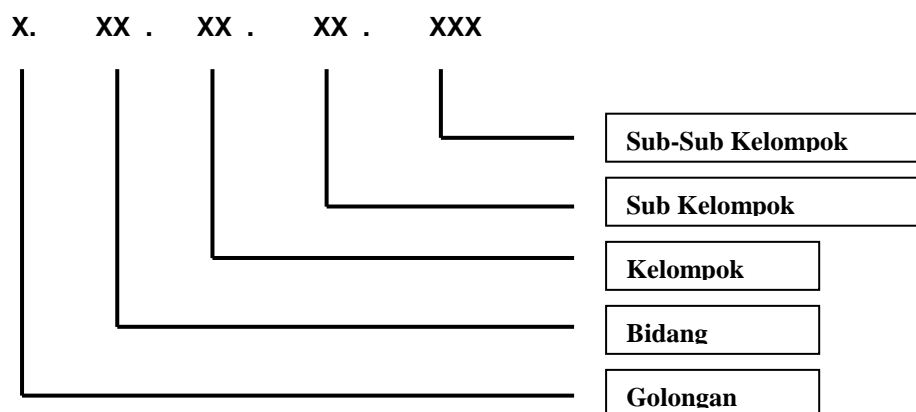 X. XX . XX . XX . XXX
Sub-Sub Kelompok
Sub Kelompok
Kelompok
Bidang
Golongan